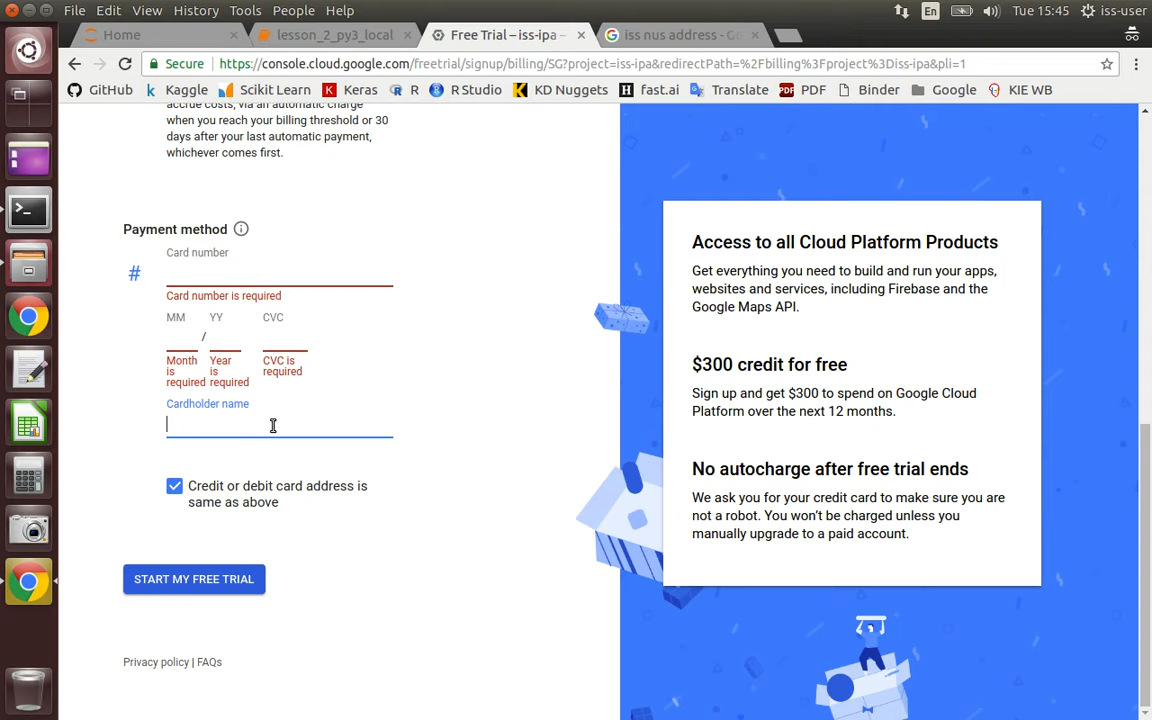 File Edit View History Tools People Help
En
Tue 15:45 iss-user
Home
lesson_2_py3_local
Free Trial – iss-ipa –
iss nus address - G
Secure https://console.cloud.google.com/freetrial/signup/billing/SG?project=iss-ipa&redirectPath=%2Fbilling%3Fproject%3Diss-ipa&pli=1
GitHub Kaggle Scikit Learn Keras R R Studio KD Nuggets fast.ai Translate PDF Binder Google KIE WB
accrue costs, via an automatic charge
when you reach your billing threshold or 30
days after your last automatic payment,
whichever comes first.
Payment method
Card number
#
Card number is required
MM YY CVC
/
Month is required
Year is required
CVC is required
Cardholder name
Credit or debit card address is
same as above
START MY FREE TRIAL
Privacy policy | FAQs
Access to all Cloud Platform Products
Get everything you need to build and run your apps,
websites and services, including Firebase and the
Google Maps API.
$300 credit for free
Sign up and get $300 to spend on Google Cloud
Platform over the next 12 months.
No autocharge after free trial ends
We ask you for your credit card to make sure you are
not a robot. You won't be charged unless you
manually upgrade to a paid account.